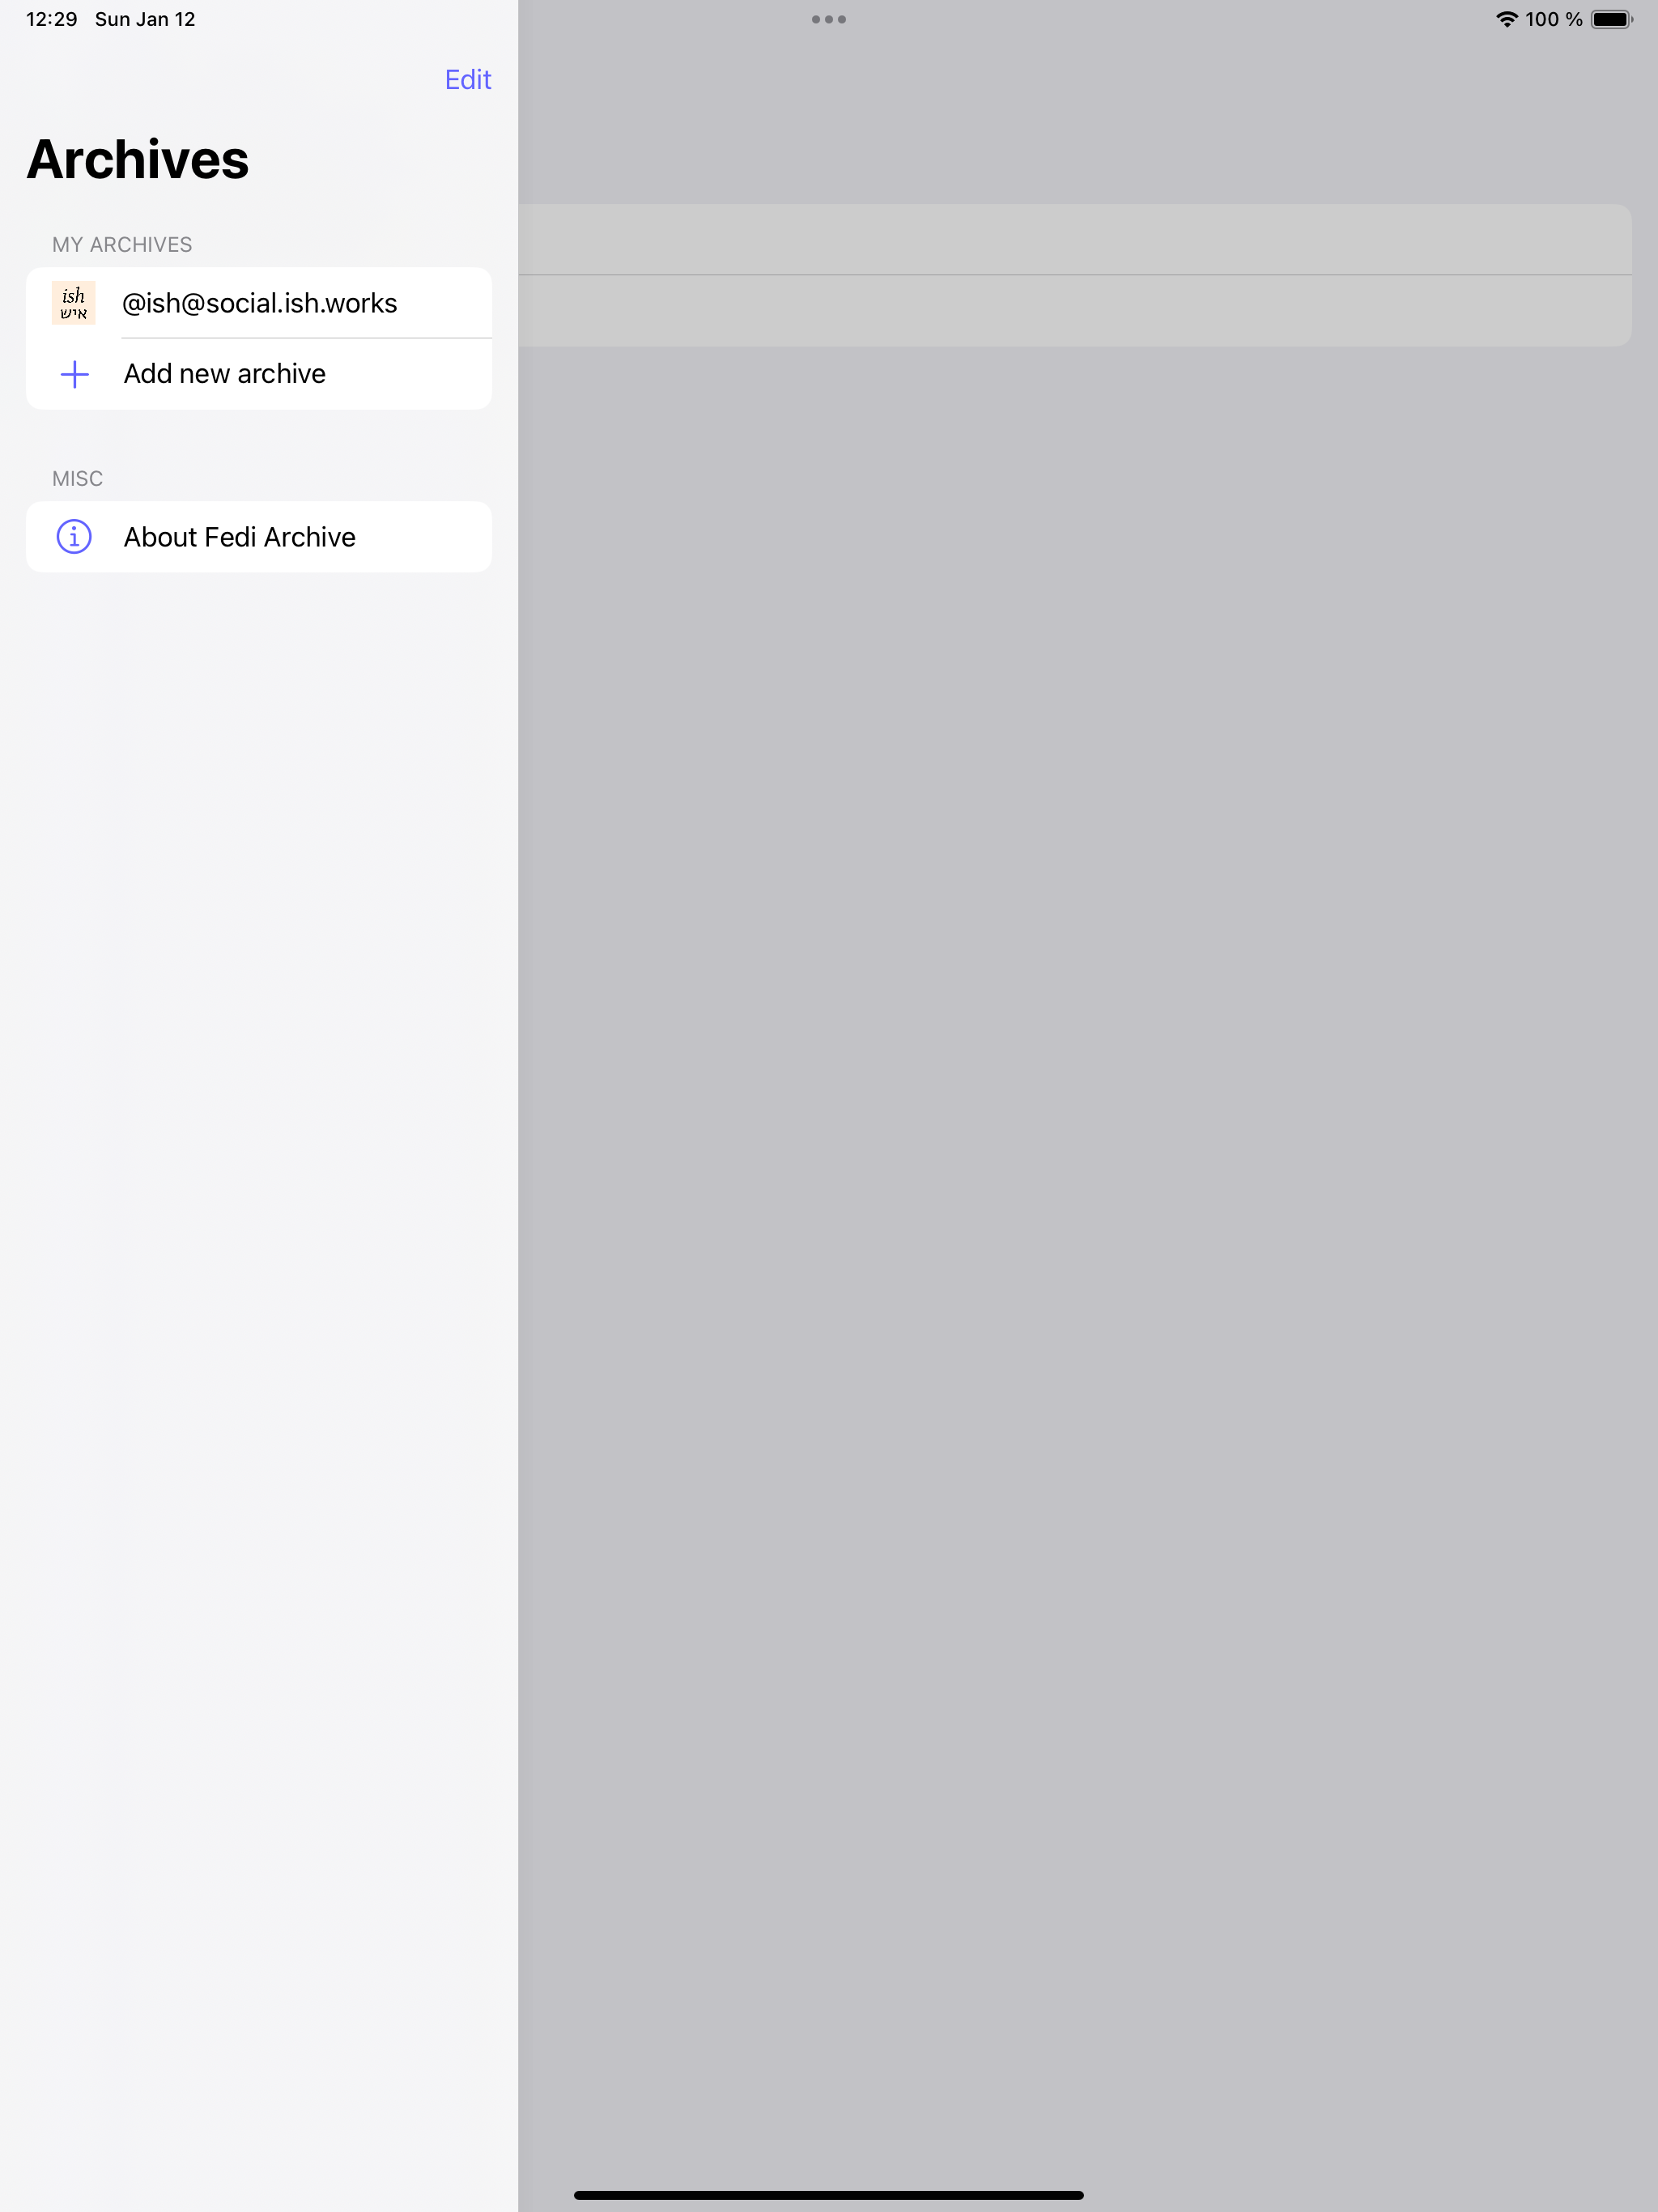 12:29 Sun Jan 12
100 %
Edit
Archives
MY ARCHIVES
ish
איש
@ish@social.ish.works
Add new archive
MISC
About Fedi Archive